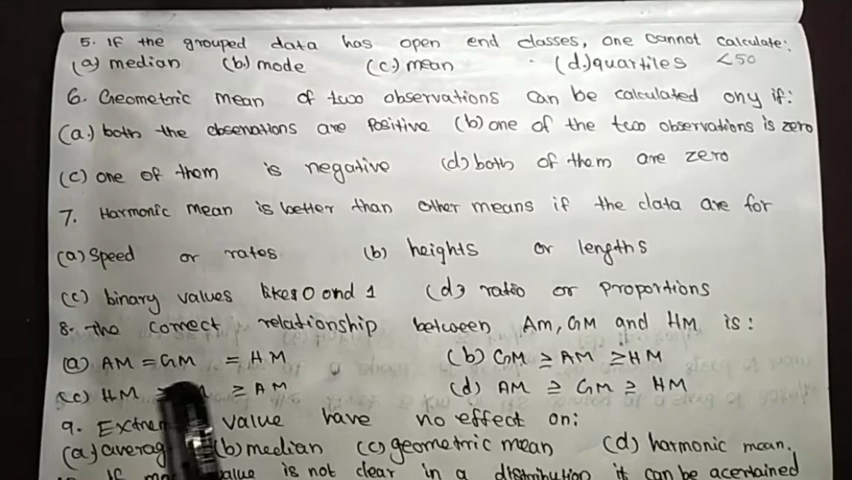 5. If the grouped data has open end classes, one cannot calculate:
(a) median (b) mode (c) mean (d) quartiles <50
6. Geometric mean of two observations can be calculated ony if:
(a) both the observations are Positive (b) one of the two observations is zero
(c) one of them is negative (d) both of them are zero
7. Harmonic mean is better than other means if the data are for
(a) Speed or rates (b) heights or lengths
(c) binary values likes 0 and 1 (d) ratio or Proportions
8. The correct relationship between AM, GM and HM is:
(a) AM = GM = HM (b) GM ≥ AM ≥ HM
(c) HM ≥ AM (d) AM ≥ GM ≥ HM
9. value have no effect on:
(a) (b) median (c) geometric mean (d) harmonic mean.
If value is not clear in a distribution it can be acertained